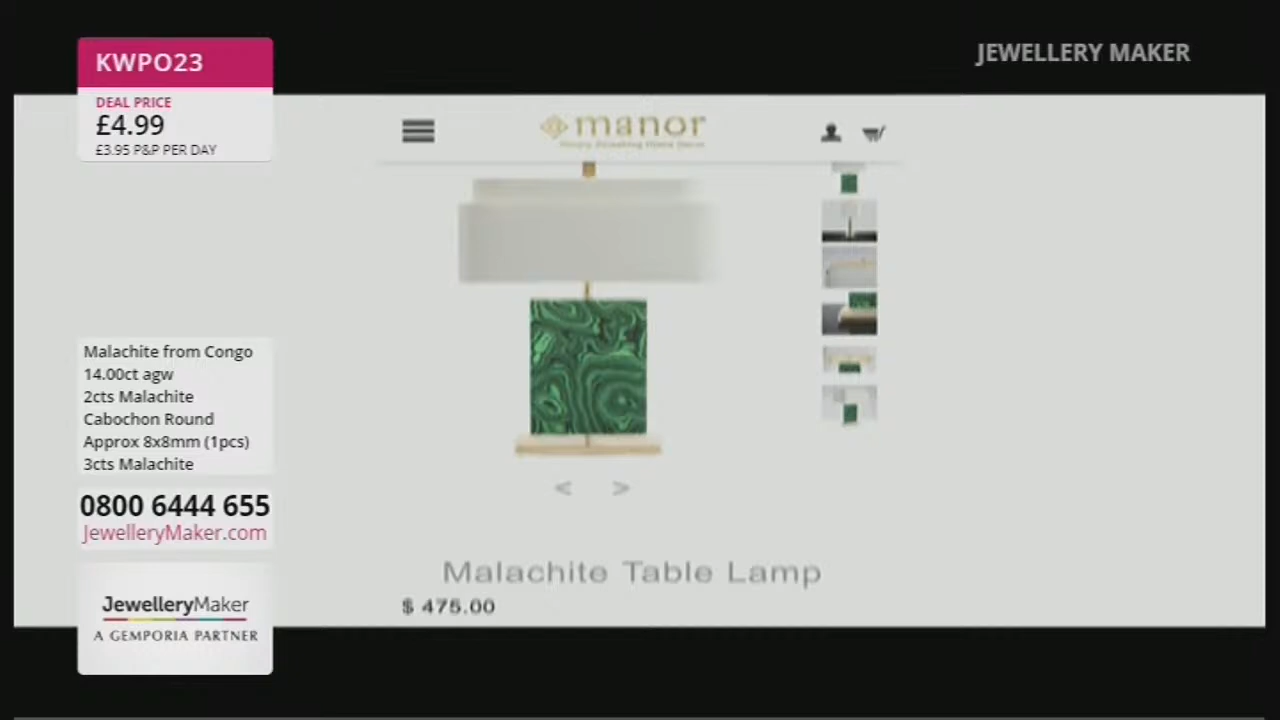 KWPO23
DEAL PRICE
£4.99
£3.95 P&P PER DAY
JEWELLERY MAKER
manor
Malachite from Congo
14.00ct agw
2cts Malachite
Cabochon Round
Approx 8x8mm (1pcs)
3cts Malachite
0800 6444 655
JewelleryMaker.com
JewelleryMaker
A GEMPORIA PARTNER
< >
Malachite Table Lamp
$ 475.00